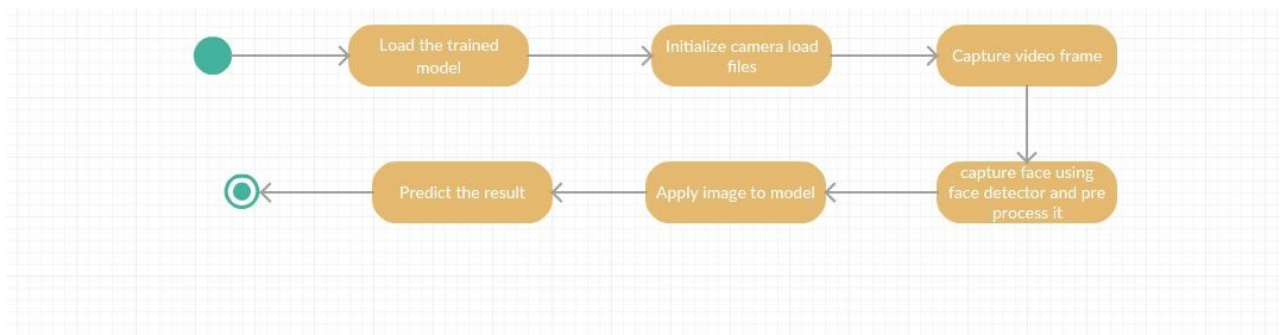 Load the trained
model
Initialize camera load
files
Capture video frame
capture face using
face detector and pre
process it
Apply image to model
Predict the result